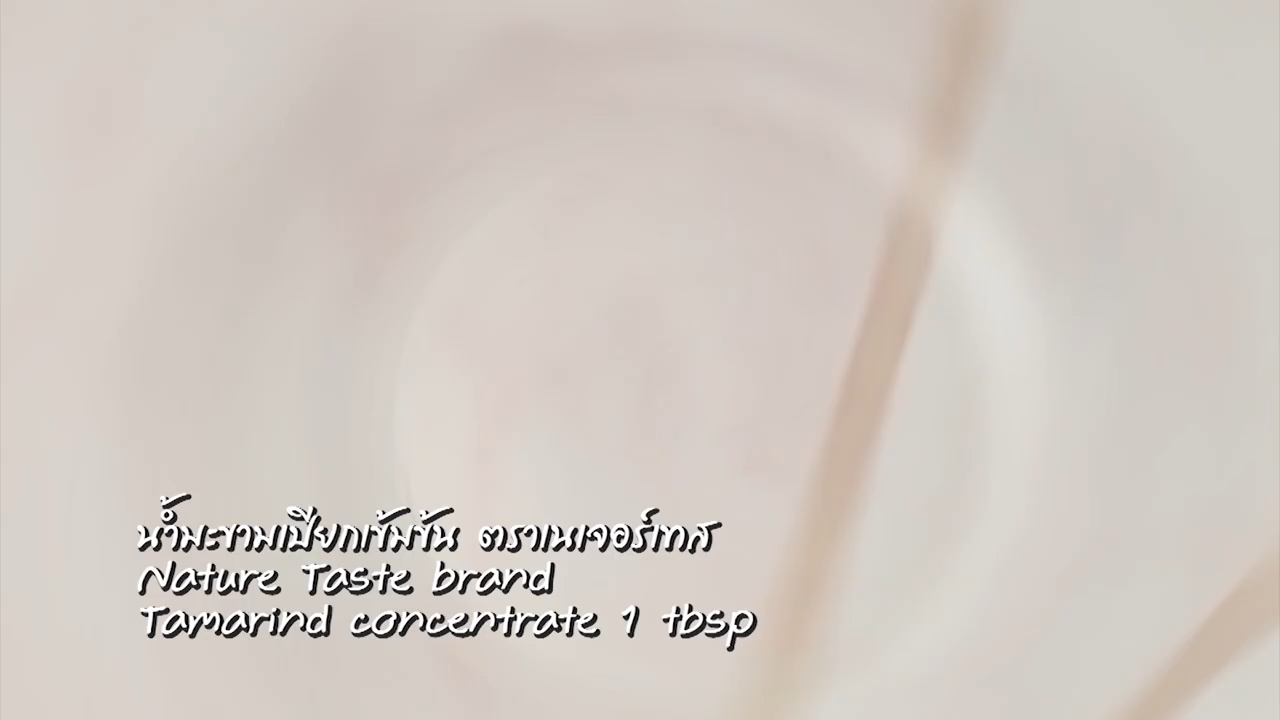 น้ำมะขามเปียกเข้มข้น ตราเนเจอร์เทส
Nature Taste brand
Tamarind concentrate 1 tbsp